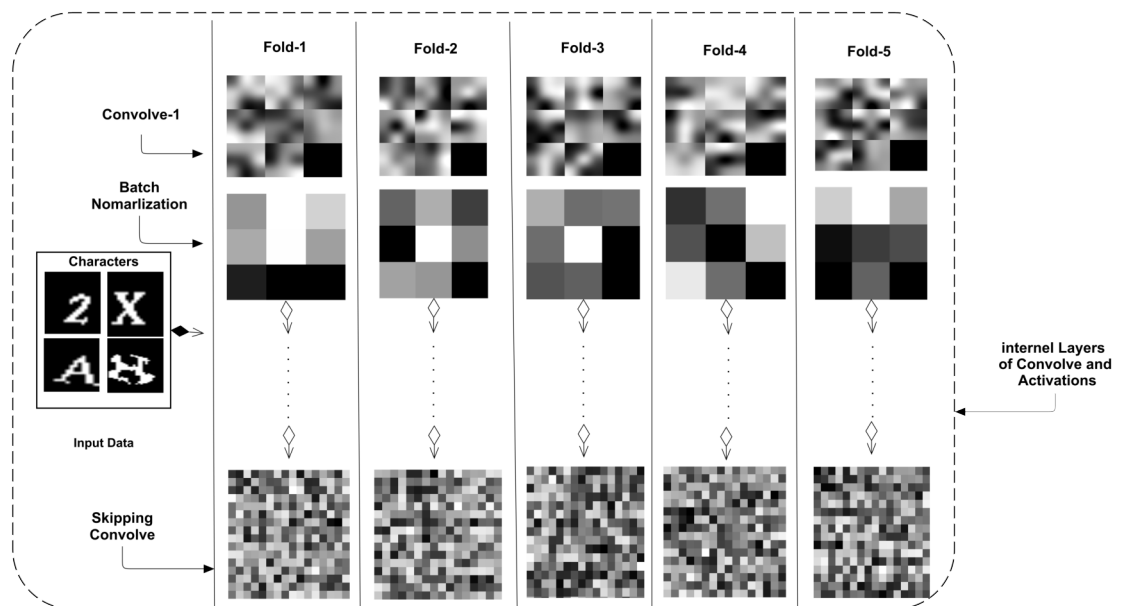 Fold-1
Fold-2
Fold-3
Fold-4
Fold-5
Convolve-1
Batch
Nomarlization
Characters
2 X
A
Input Data
internel Layers
of Convolve and
Activations
Skipping
Convolve